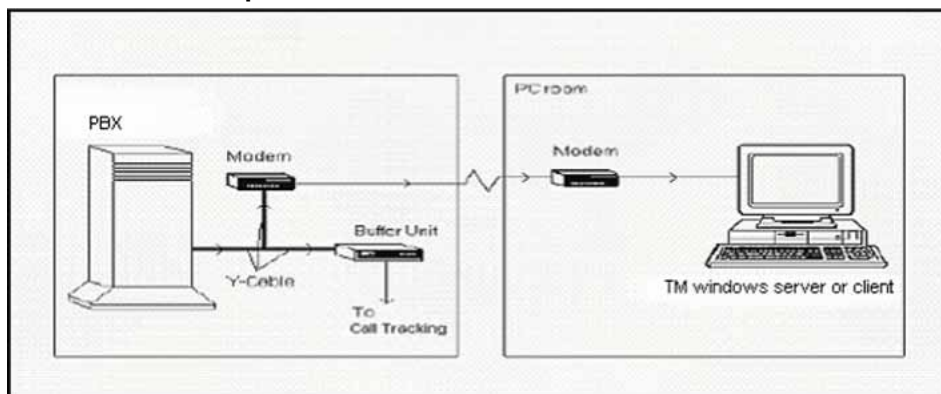 PBX
Modem
Buffer Unit
Y-Cable
To
Call Tracking
PC room
Modem
TM windows server or client